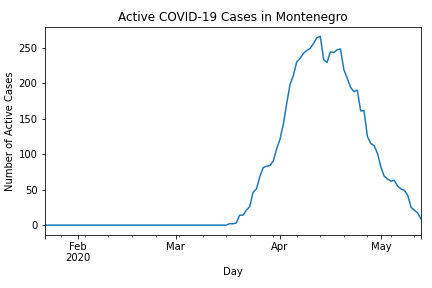 Active COVID-19 Cases in Montenegro
Number of Active Cases
250
200
150
100
50
0
Feb Mar Apr May
2020
Day